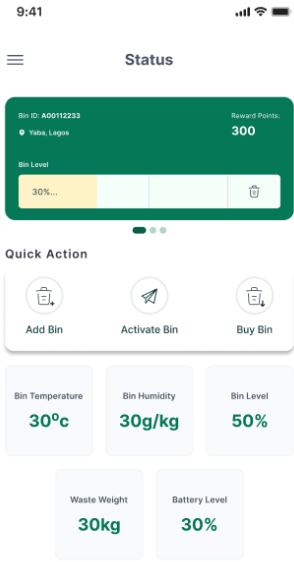 9:41
Status
Bin ID: A00112233
Reward Points:
Yaba, Lagos
300
Bin Level
30%...
Quick Action
Add Bin
Activate Bin
Buy Bin
Bin Temperature
Bin Humidity
Bin Level
30⁰c
30g/kg
50%
Waste Weight
Battery Level
30kg
30%